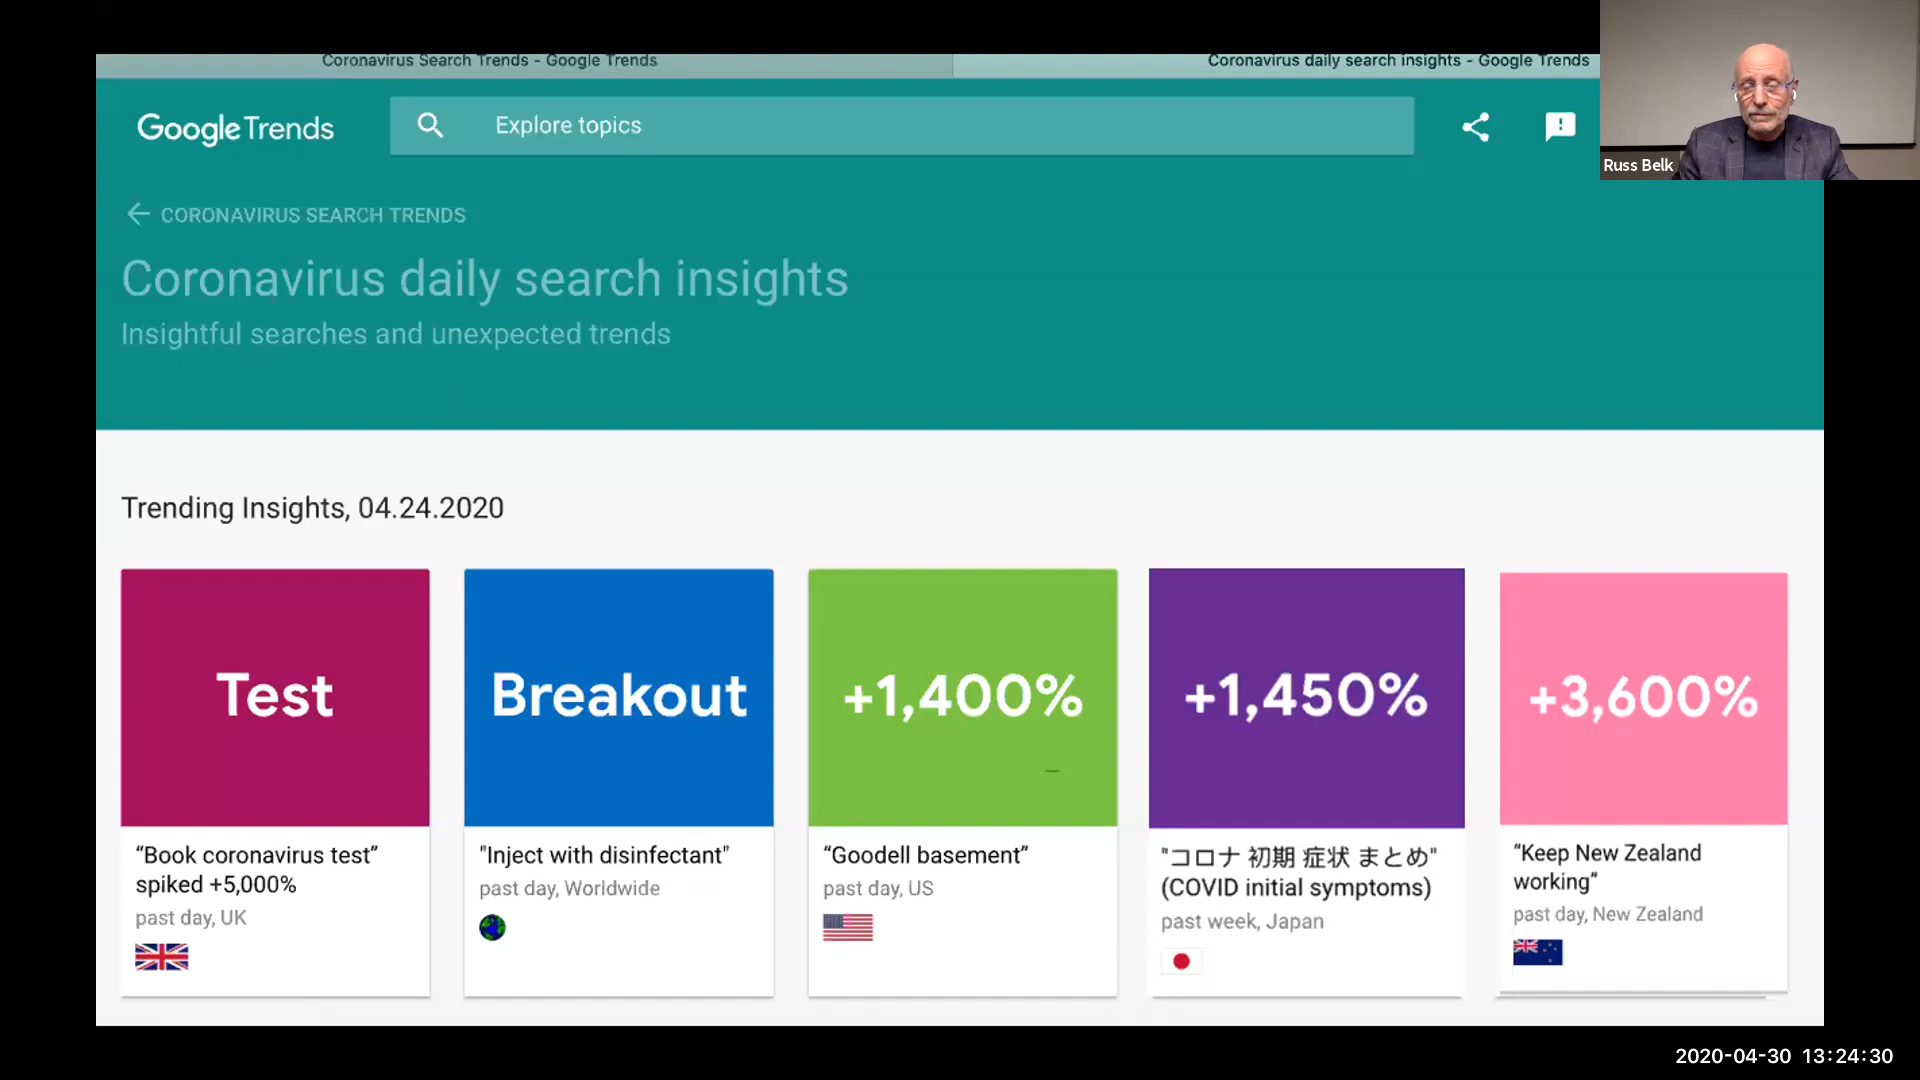 Coronavirus Search Trends - Google Trends
Coronavirus daily search insights - Google Trends
Google Trends
Explore topics
Russ Belk
CORONAVIRUS SEARCH TRENDS
Coronavirus daily search insights
Insightful searches and unexpected trends
Trending Insights, 04.24.2020
Test
“Book coronavirus test”
spiked +5,000%
past day, UK
Breakout
"Inject with disinfectant"
past day, Worldwide
+1,400%
“Goodell basement”
past day, US
+1,450%
"コロナ 初期 症状 まとめ"
(COVID initial symptoms)
past week, Japan
+3,600%
“Keep New Zealand
working“
past day, New Zealand
2020-04-30 13:24:30